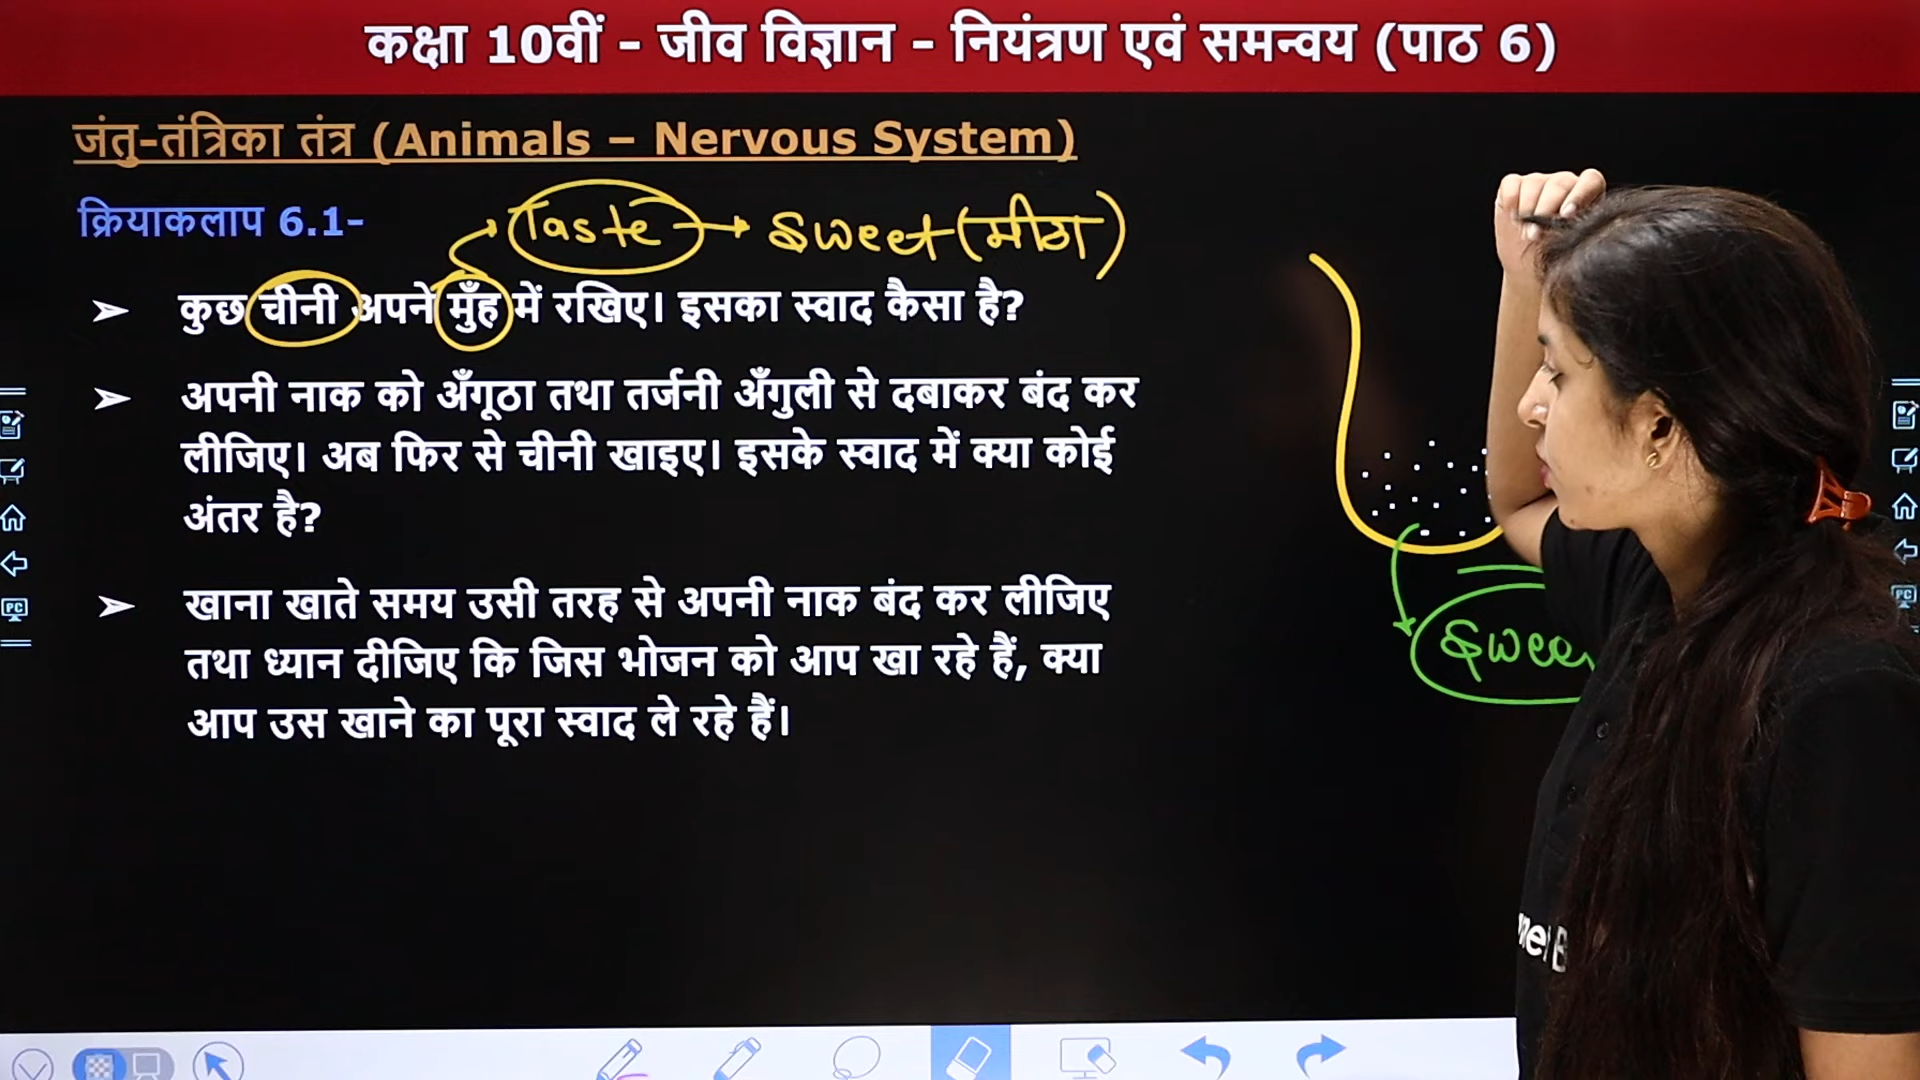 कक्षा 10वीं - जीव विज्ञान - नियंत्रण एवं समन्वय (पाठ 6)
जंतु-तंत्रिका तंत्र (Animals – Nervous System)
क्रियाकलाप 6.1-
Taste → Sweet (मीठा)
➢ कुछ चीनी अपने मुँह में रखिए। इसका स्वाद कैसा है?
➢ अपनी नाक को अँगूठा तथा तर्जनी अँगुली से दबाकर बंद कर
लीजिए। अब फिर से चीनी खाइए। इसके स्वाद में क्या कोई
अंतर है?
➢ खाना खाते समय उसी तरह से अपनी नाक बंद कर लीजिए
तथा ध्यान दीजिए कि जिस भोजन को आप खा रहे हैं, क्या
आप उस खाने का पूरा स्वाद ले रहे हैं।
PC
PC